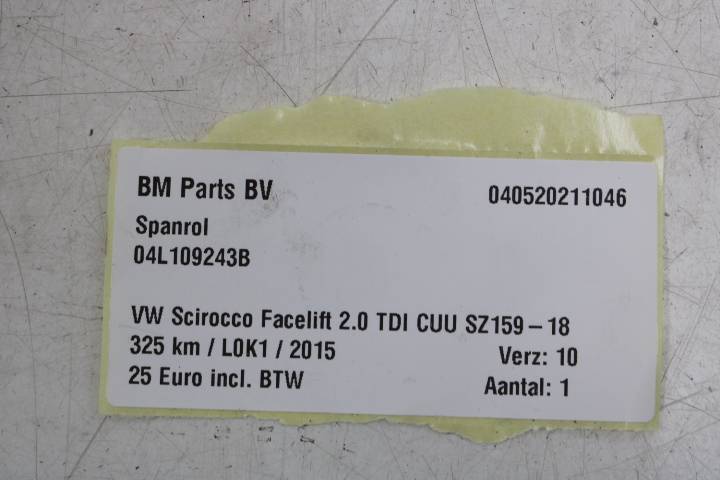 BM Parts BV 040520211046
Spanrol
04L109243B
VW Scirocco Facelift 2.0 TDI CUU SZ159-18
325 km / L0K1 / 2015 Verz: 10
25 Euro incl. BTW Aantal: 1